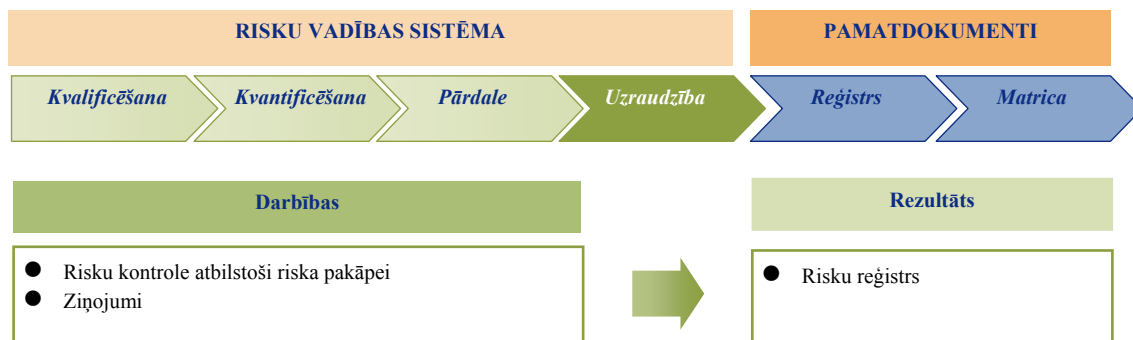 RISKU VADĪBAS SISTĒMA
PAMATDOKUMENTI
Kvalificēšana
Kvantificēšana
Pārdale
Uzraudzība
Reģistrs
Matrica
Darbības
Rezultāts
● Risku kontrole atbilstoši riska pakāpei
● Ziņojumi
● Risku reģistrs